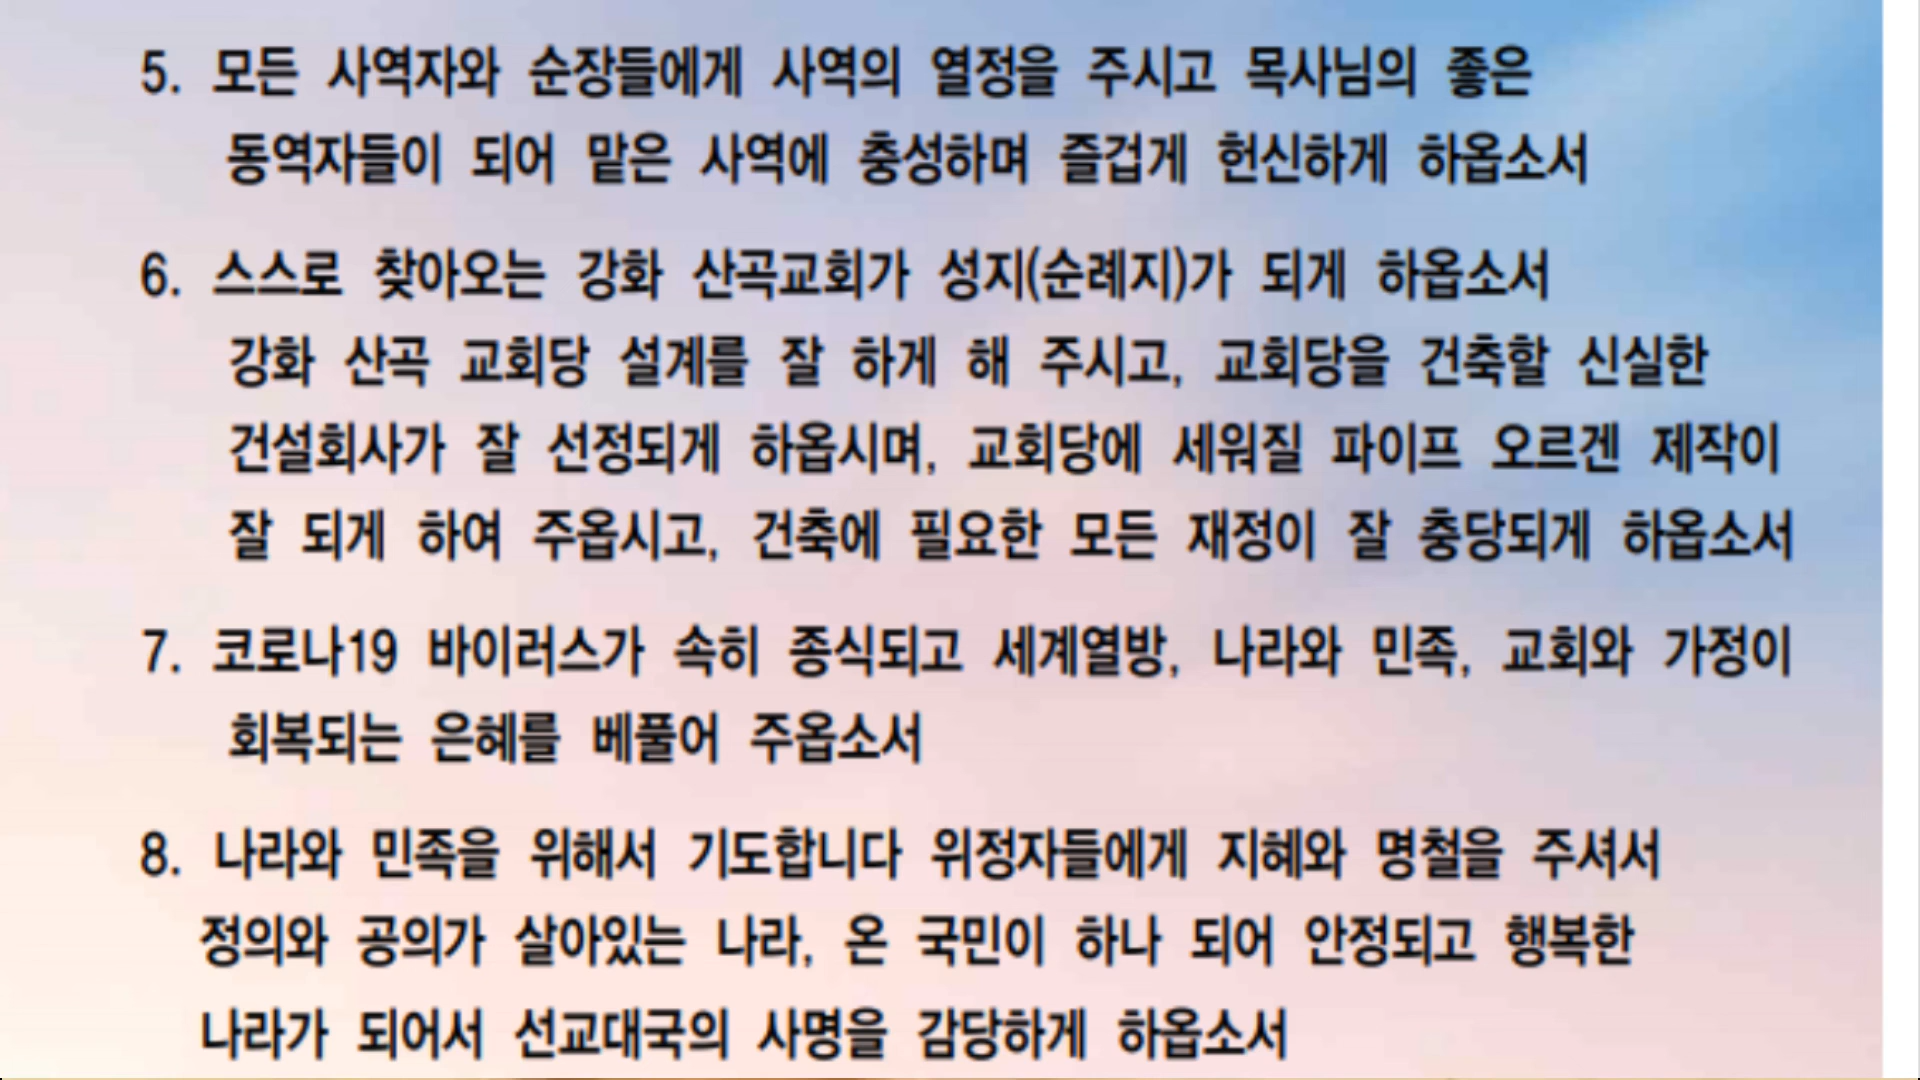 5. 모든 사역자와 순장들에게 사역의 열정을 주시고 목사님의 좋은
동역자들이 되어 맡은 사역에 충성하며 즐겁게 헌신하게 하옵소서
6. 스스로 찾아오는 강화 산곡교회가 성지(순례지)가 되게 하옵소서
강화 산곡 교회당 설계를 잘 하게 해 주시고, 교회당을 건축할 신실한
건설회사가 잘 선정되게 하옵시며, 교회당에 세워질 파이프 오르겐 제작이
잘 되게 하여 주옵시고, 건축에 필요한 모든 재정이 잘 충당되게 하옵소서
7. 코로나19 바이러스가 속히 종식되고 세계열방, 나라와 민족, 교회와 가정이
회복되는 은혜를 베풀어 주옵소서
8. 나라와 민족을 위해서 기도합니다 위정자들에게 지혜와 명철을 주셔서
정의와 공의가 살아있는 나라, 온 국민이 하나 되어 안정되고 행복한
나라가 되어서 선교대국의 사명을 감당하게 하옵소서